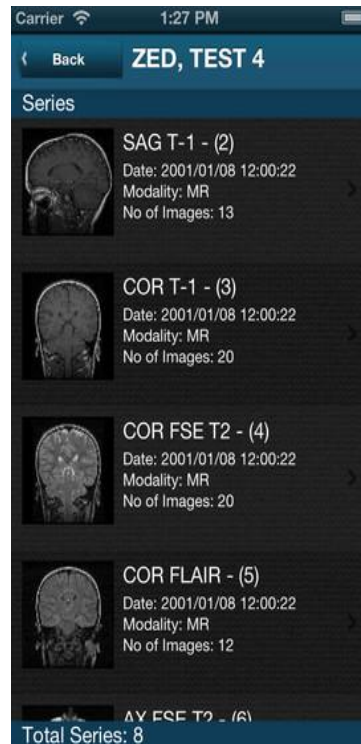 Carrier 1:27 PM
Back ZED, TEST 4
Series
SAG T-1 - (2)
Date: 2001/01/08 12:00:22
Modality: MR
No of Images: 13
COR T-1 - (3)
Date: 2001/01/08 12:00:22
Modality: MR
No of Images: 20
COR FSE T2 - (4)
Date: 2001/01/08 12:00:22
Modality: MR
No of Images: 20
COR FLAIR - (5)
Date: 2001/01/08 12:00:22
Modality: MR
No of Images: 12
AX FSE T2 - (6)
Total Series: 8